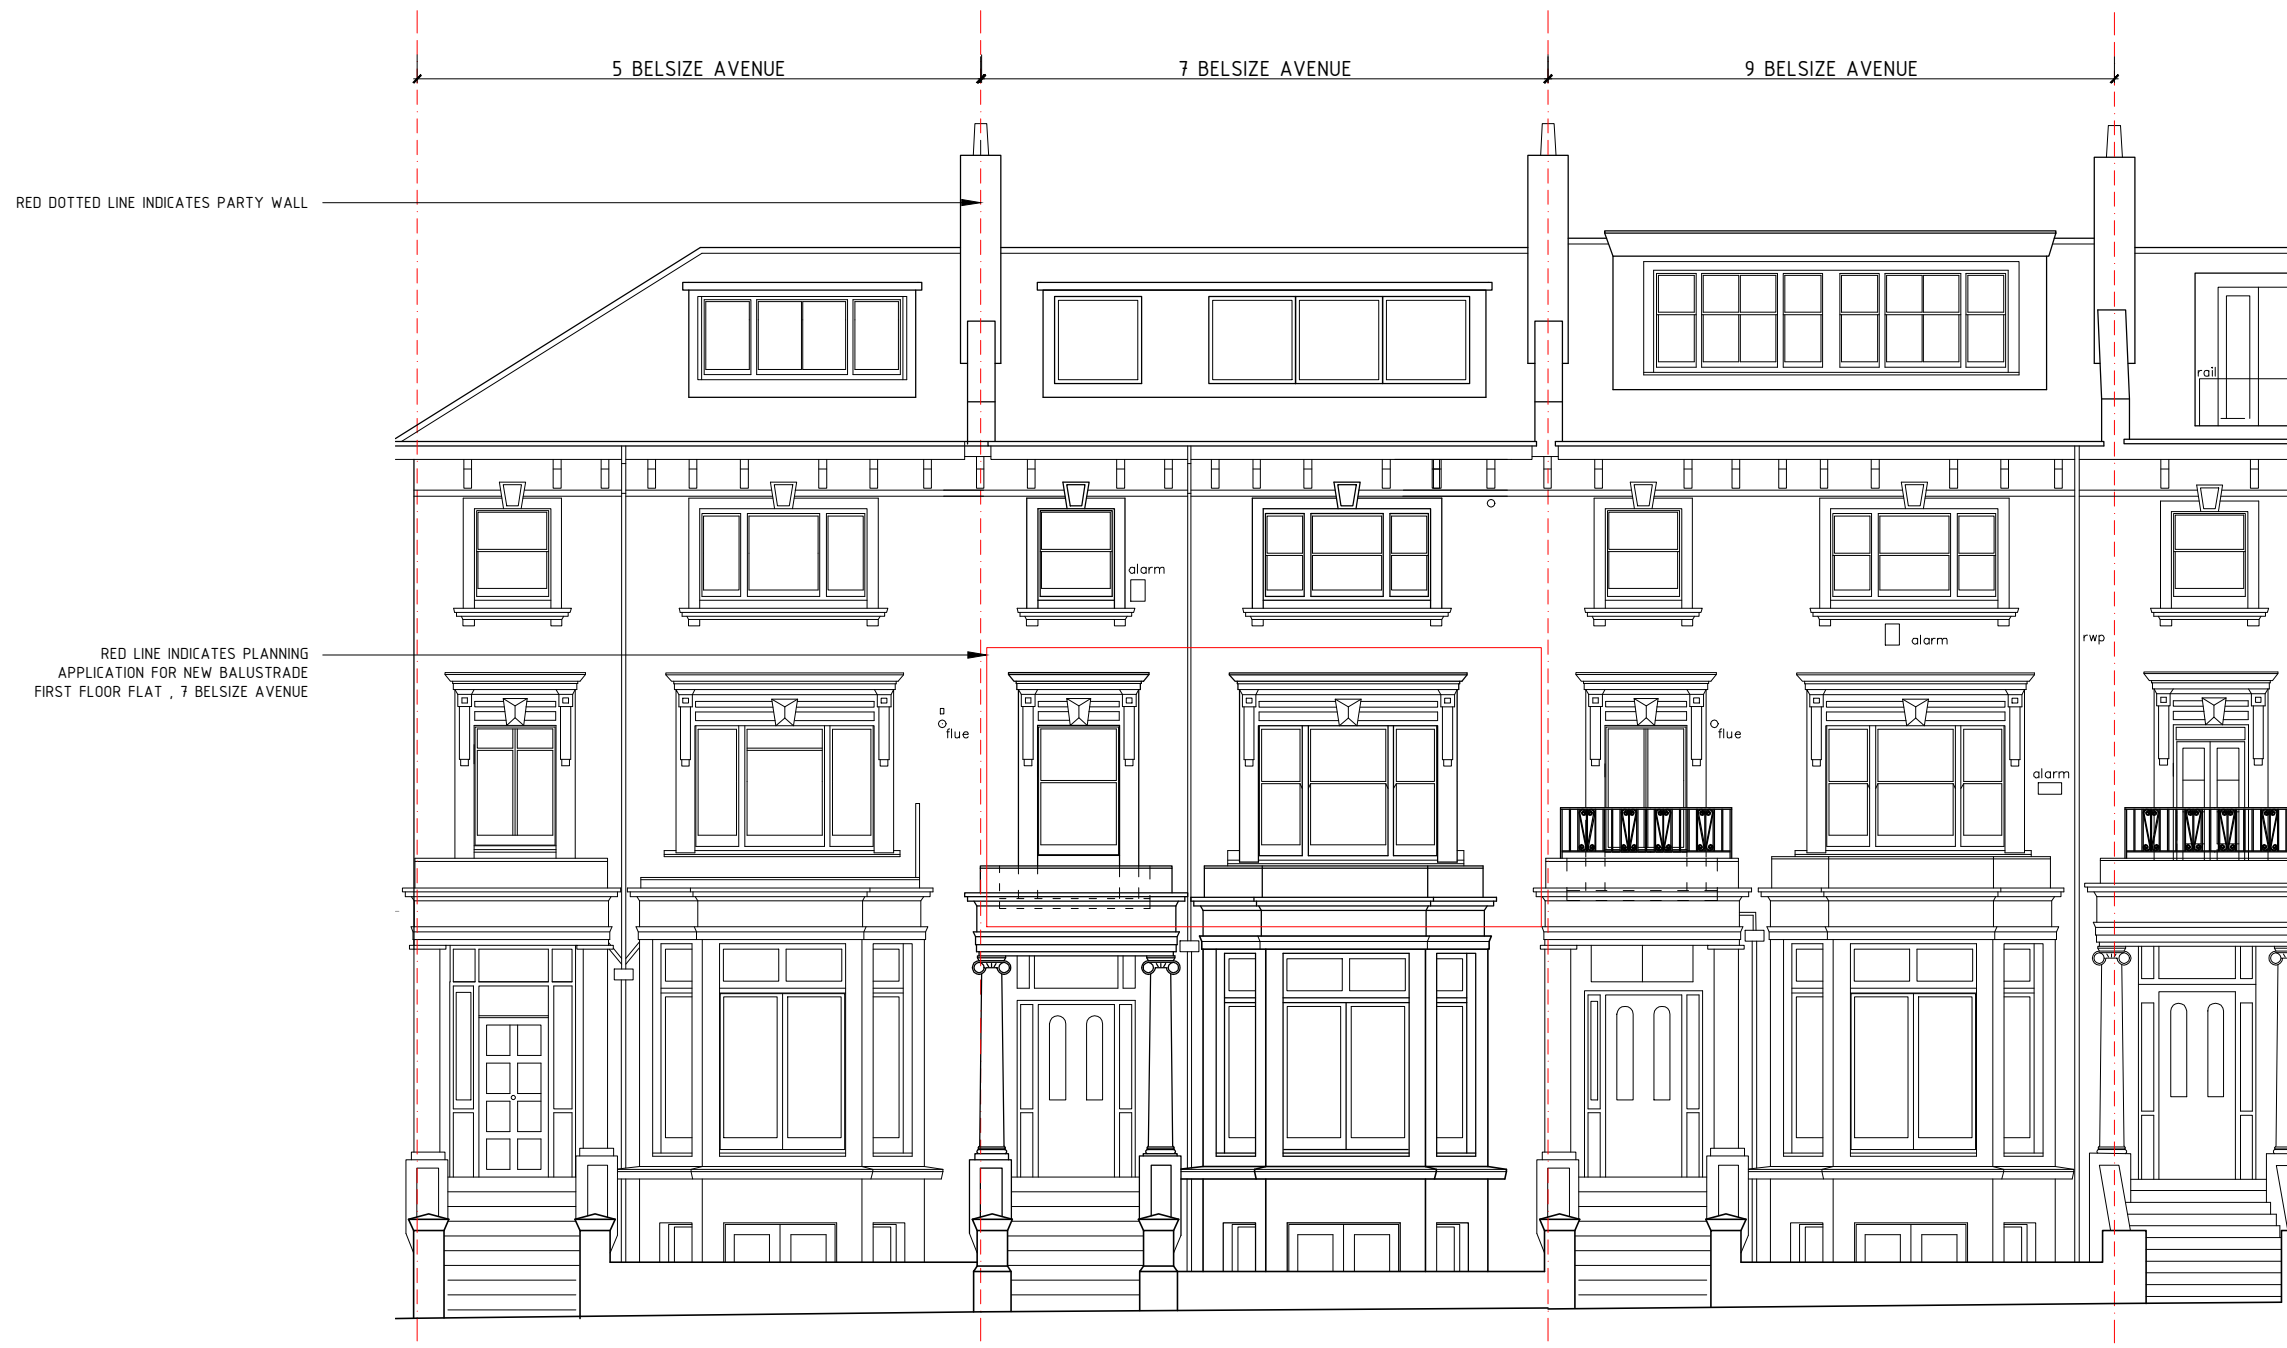 5 BELSIZE AVENUE
7 BELSIZE AVENUE
9 BELSIZE AVENUE
RED DOTTED LINE INDICATES PARTY WALL
rail
alarm
alarm
rwp
RED LINE INDICATES PLANNING
APPLICATION FOR NEW BALUSTRADE
FIRST FLOOR FLAT , 7 BELSIZE AVENUE
flue
flue
alarm